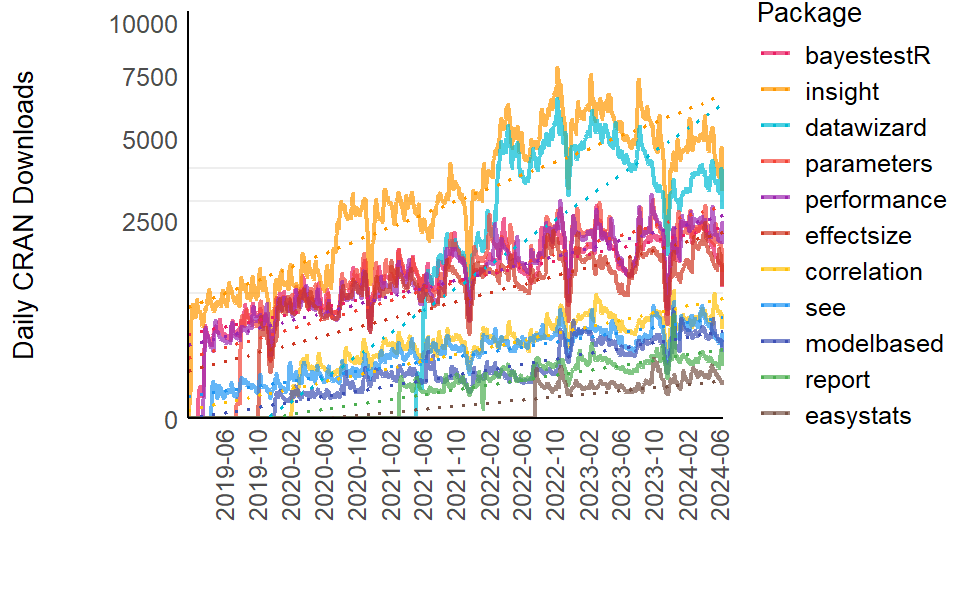 Package
bayestestR
insight
datawizard
parameters
performance
effectsize
correlation
see
modelbased
report
easystats
Daily CRAN Downloads
10000
7500
5000
2500
0
2019-06
2019-10
2020-02
2020-06
2020-10
2021-02
2021-06
2021-10
2022-02
2022-06
2022-10
2023-02
2023-06
2023-10
2024-02
2024-06